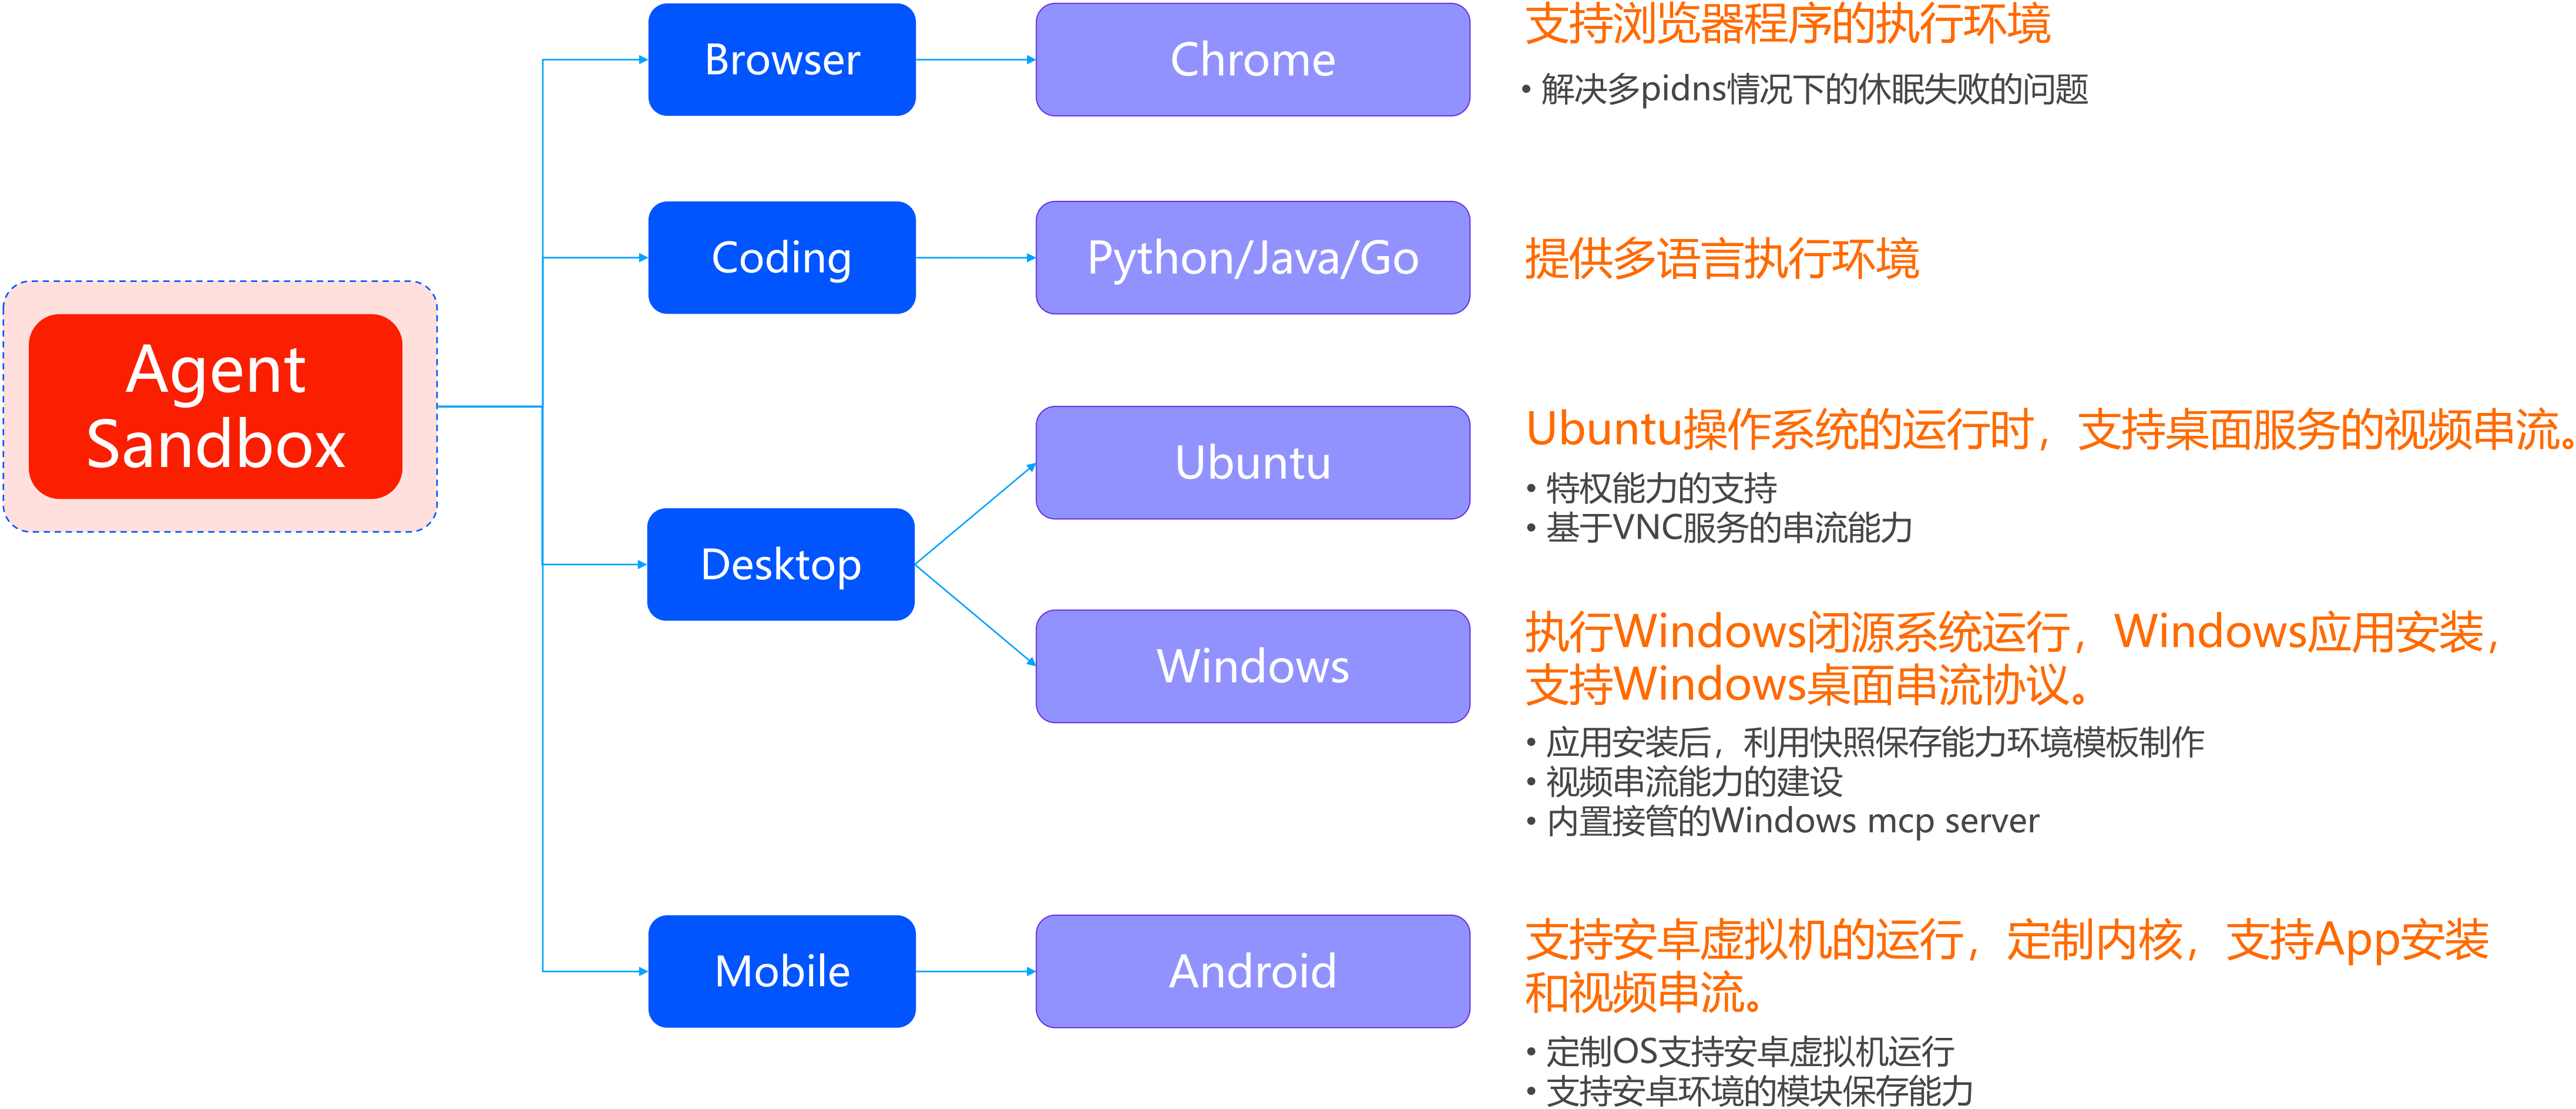 Browser
Chrome
支持浏览器程序的执行环境
• 解决多pidns情况下的休眠失败的问题
Coding
Python/Java/Go
提供多语言执行环境
Agent
Sandbox
Desktop
Ubuntu
Ubuntu操作系统的运行时，支持桌面服务的视频串流。
• 特权能力的支持
• 基于VNC服务的串流能力
Windows
执行Windows闭源系统运行，Windows应用安装，
支持Windows桌面串流协议。
• 应用安装后，利用快照保存能力环境模板制作
• 视频串流能力的建设
• 内置接管的Windows mcp server
Mobile
Android
支持安卓虚拟机的运行，定制内核，支持App安装
和视频串流。
• 定制OS支持安卓虚拟机运行
• 支持安卓环境的模块保存能力